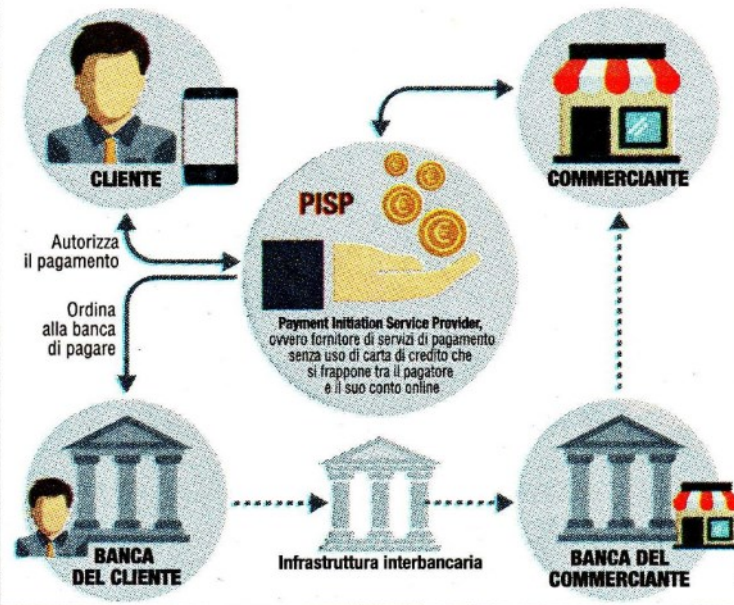 CLIENTE
COMMERCIANTE
PISP
Autorizza
il pagamento
Payment Initiation Service Provider,
ovvero fornitore di servizi di pagamento
senza uso di carta di credito che
si frappone tra il pagatore
e il suo conto online
Ordina
alla banca
di pagare
BANCA
DEL CLIENTE
Infrastruttura interbancaria
BANCA DEL
COMMERCIANTE